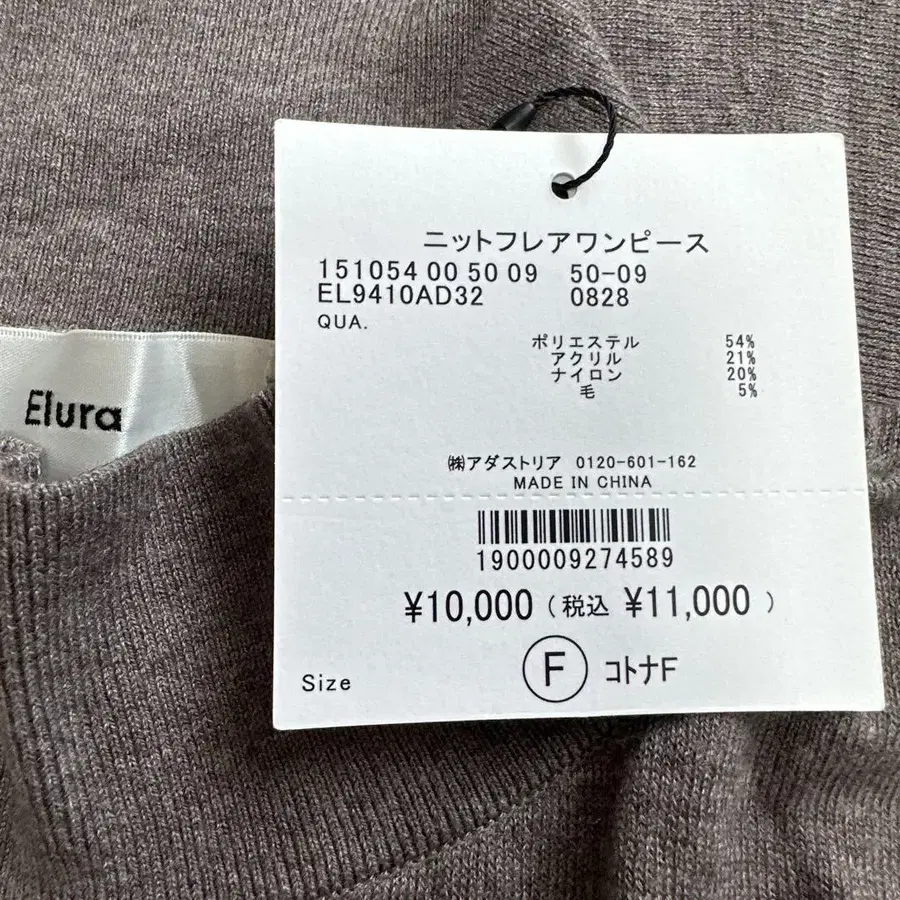 ニットフレアワンピース
151054 00 50 09 50-09
EL9410AD32 0828
QUA.
ポリエステル 54%
アクリル 21%
ナイロン 20%
毛 5%
Elura
㈱アダストリア 0120-601-162
MADE IN CHINA
1900009274589
¥10,000 ( 税込 ¥11,000 )
Size F コトナF